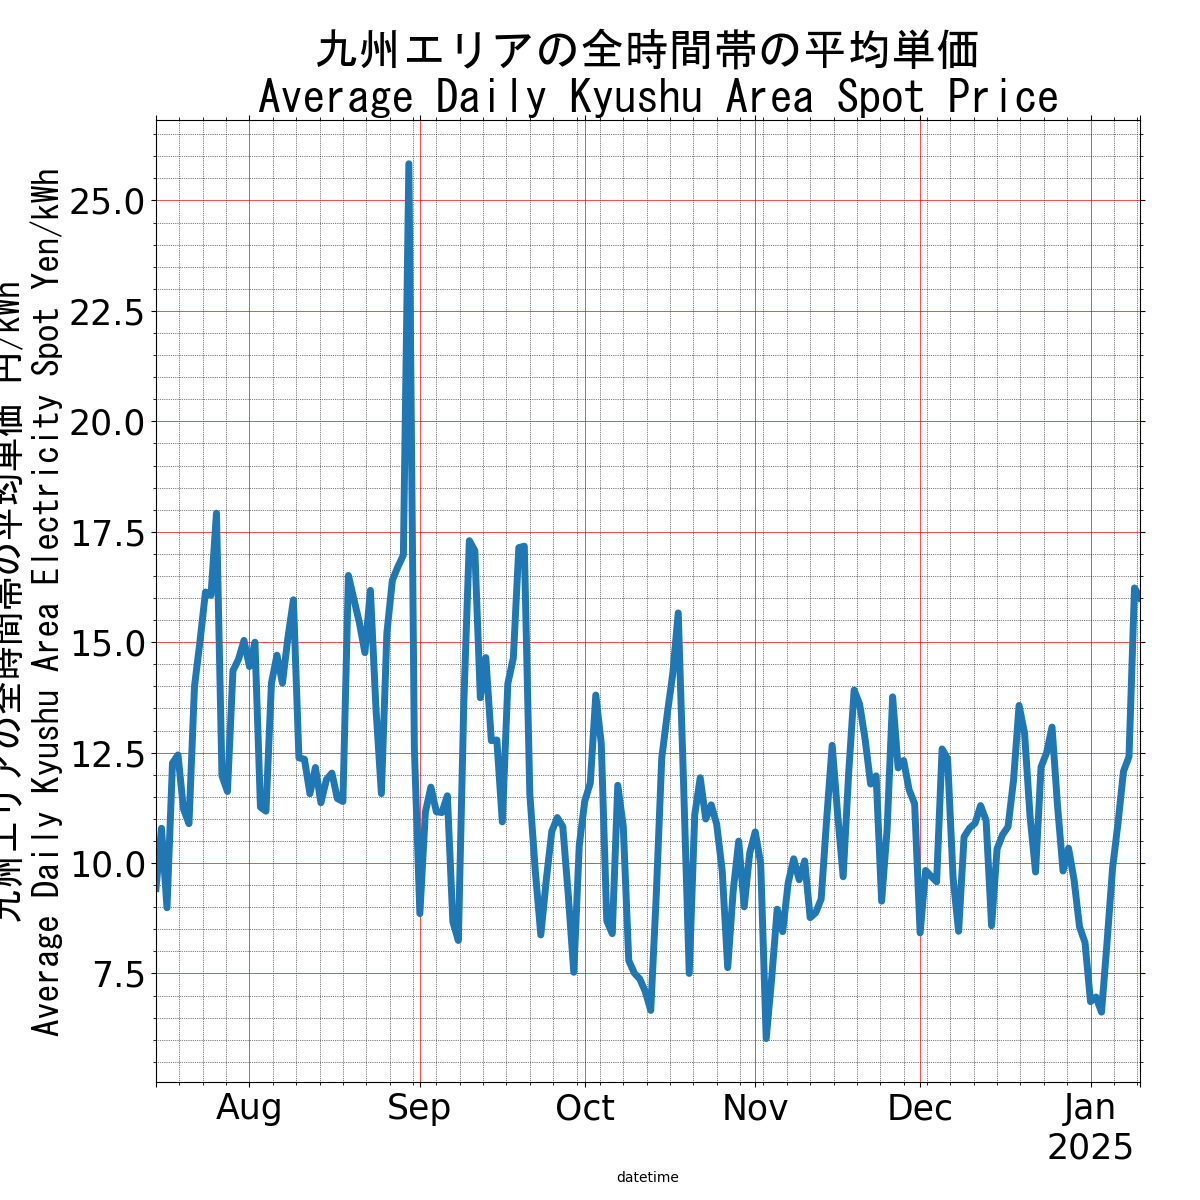 九州エリアの全時間帯の平均単価
Average Daily Kyushu Area Spot Price
九州エリアの全時間帯の平均単価 円/kWh
Average Daily Kyushu Area Electricity Spot Yen/kWh
25.0
22.5
20.0
17.5
15.0
12.5
10.0
7.5
Aug
Sep
Oct
Nov
Dec
Jan
2025
datetime